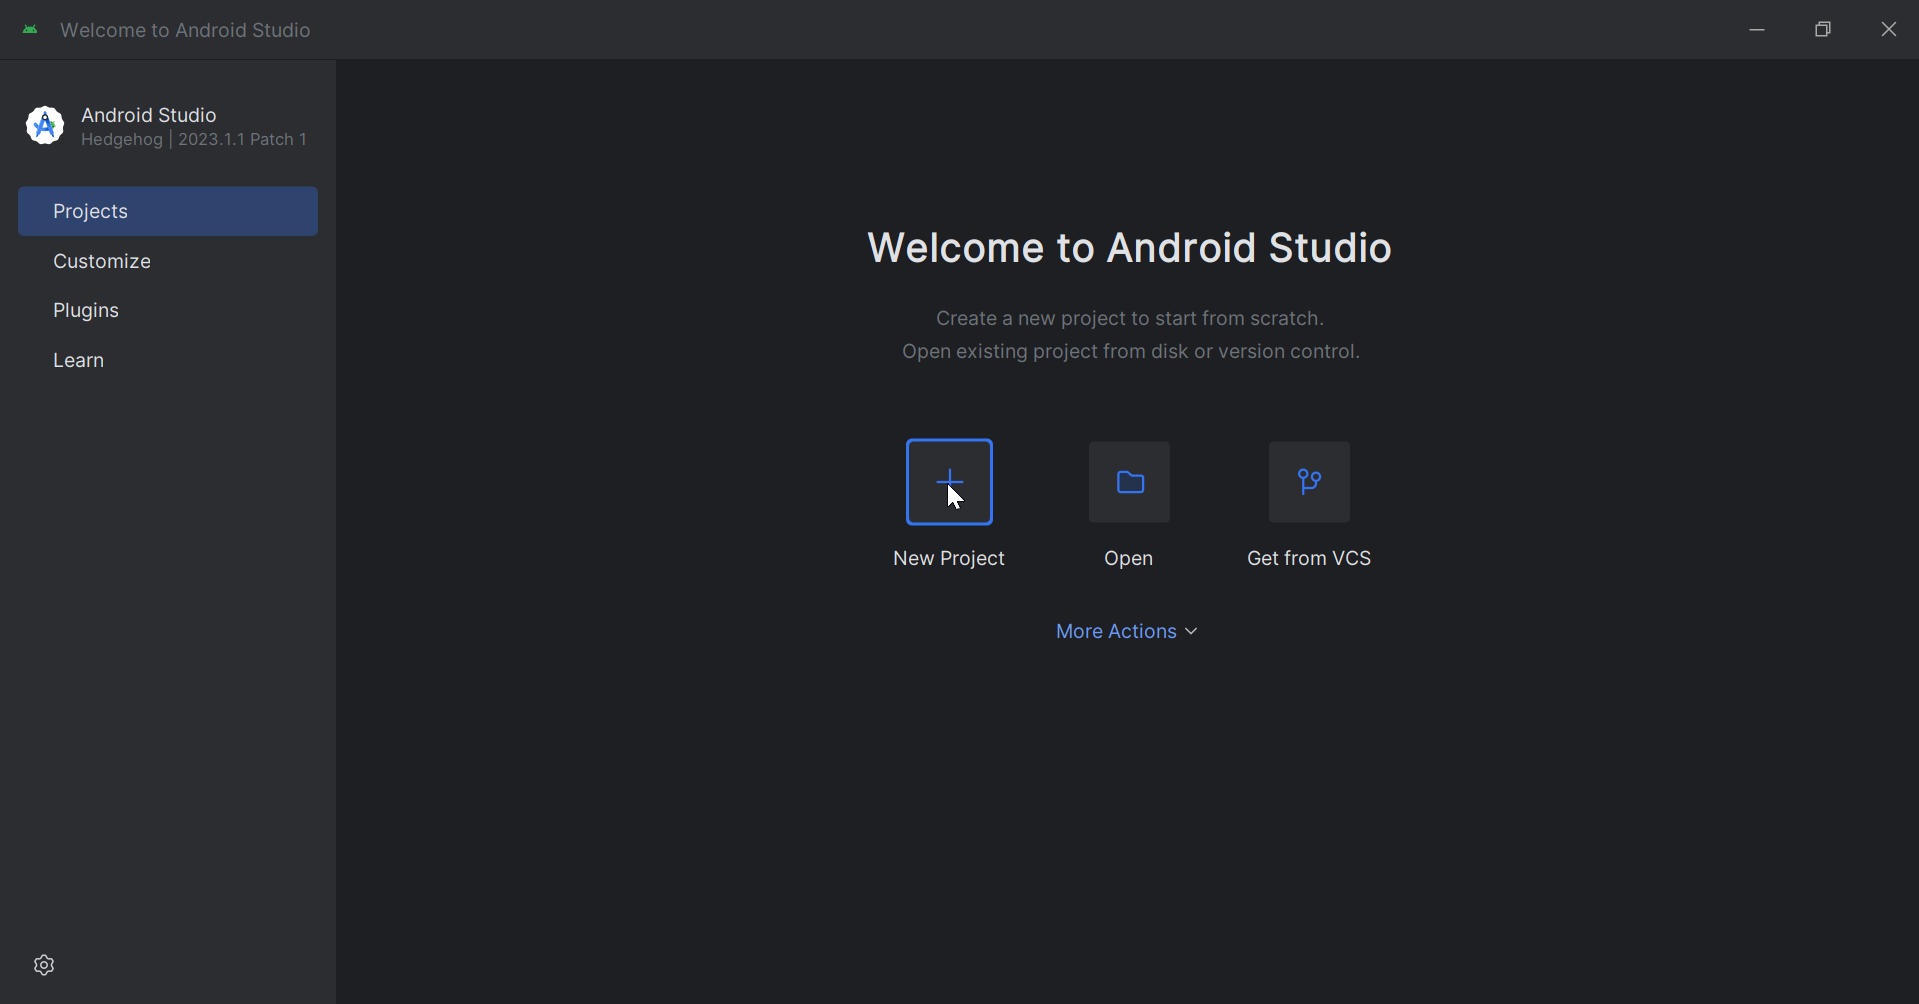 Welcome to Android Studio
Android Studio
Hedgehog | 2023.1.1 Patch 1
Projects
Customize
Plugins
Learn
Welcome to Android Studio
Create a new project to start from scratch.
Open existing project from disk or version control.
New Project
Open
Get from VCS
More Actions